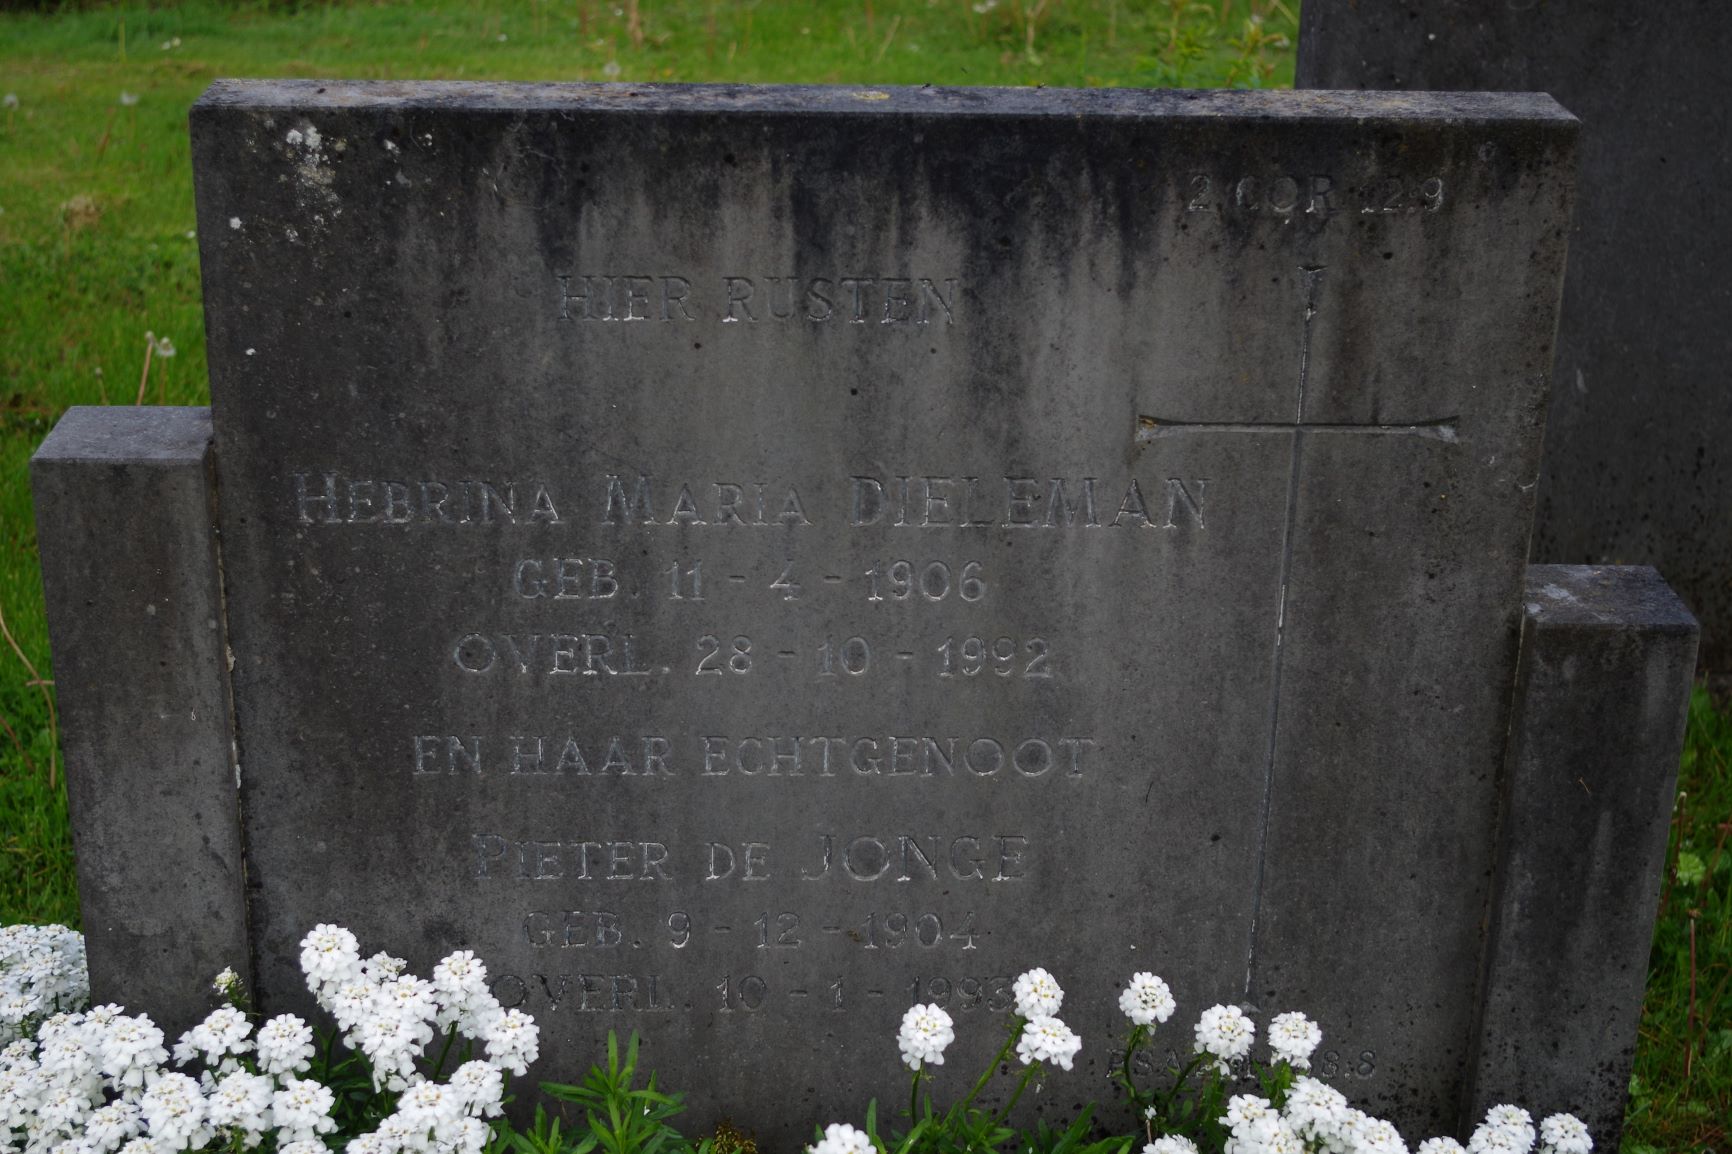 2 COR 12:9
HIER RUSTEN
HEBRINA MARIA DIELEMAN
GEB. 11 - 4 - 1906
OVERL. 28 - 10 - 1992
EN HAAR ECHTGENOOT
PIETER DE JONGE
GEB. 9 - 12 - 1904
OVERL. 10 - 1 - 1993